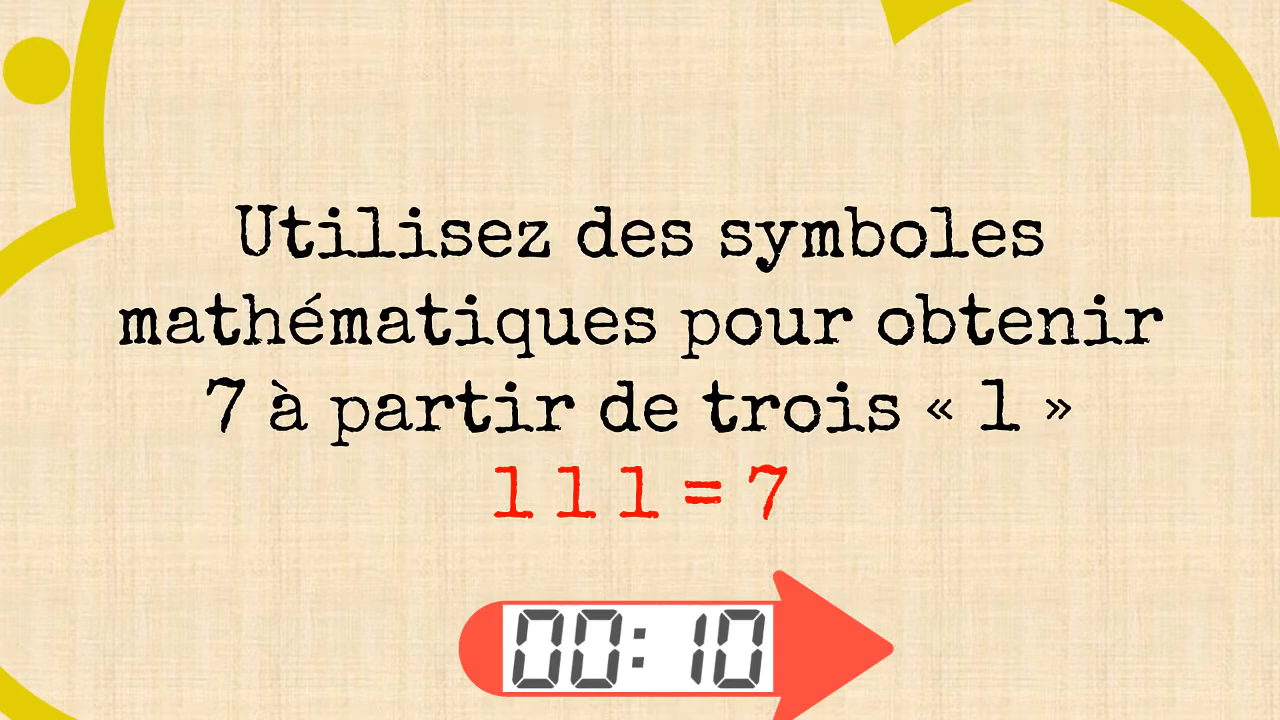 Utilisez des symboles
mathématiques pour obtenir
7 à partir de trois « 1 »
1 1 1 = 7
00:10